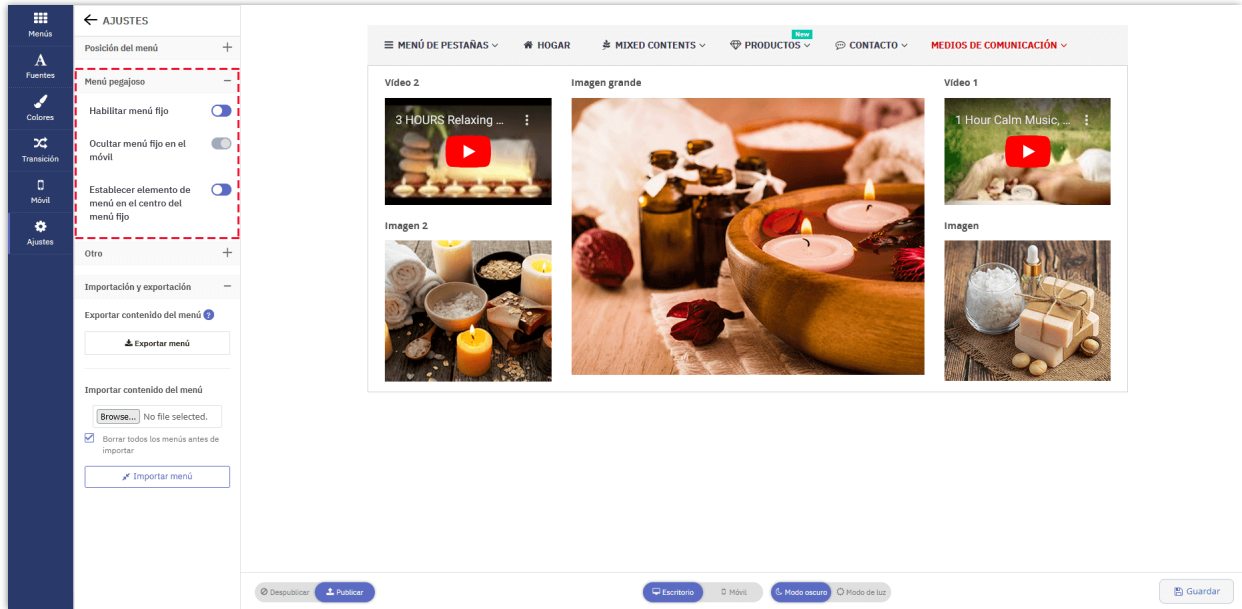 Menús
Fuentes
Colores
Transición
Móvil
Ajustes
AJUSTES
Posición del menú
Menú pegajoso
Habilitar menú fijo
Ocultar menú fijo en el
móvil
Establecer elemento de
menú en el centro del
menú fijo
Otro
Importación y exportación
Exportar contenido del menú ?
Exportar menú
Importar contenido del menú
Browse... No file selected.
Borrar todos los menús antes de
importar
Importar menú
New
MENÚ DE PESTAÑAS HOGAR MIXED CONTENTS PRODUCTOS CONTACTO MEDIOS DE COMUNICACIÓN
Vídeo 2
3 HOURS Relaxing ...
Imagen 2
Imagen grande
Vídeo 1
1 Hour Calm Music, ...
Imagen
Despublicar Publicar
Escritorio Móvil
Modo oscuro Modo de luz
Guardar